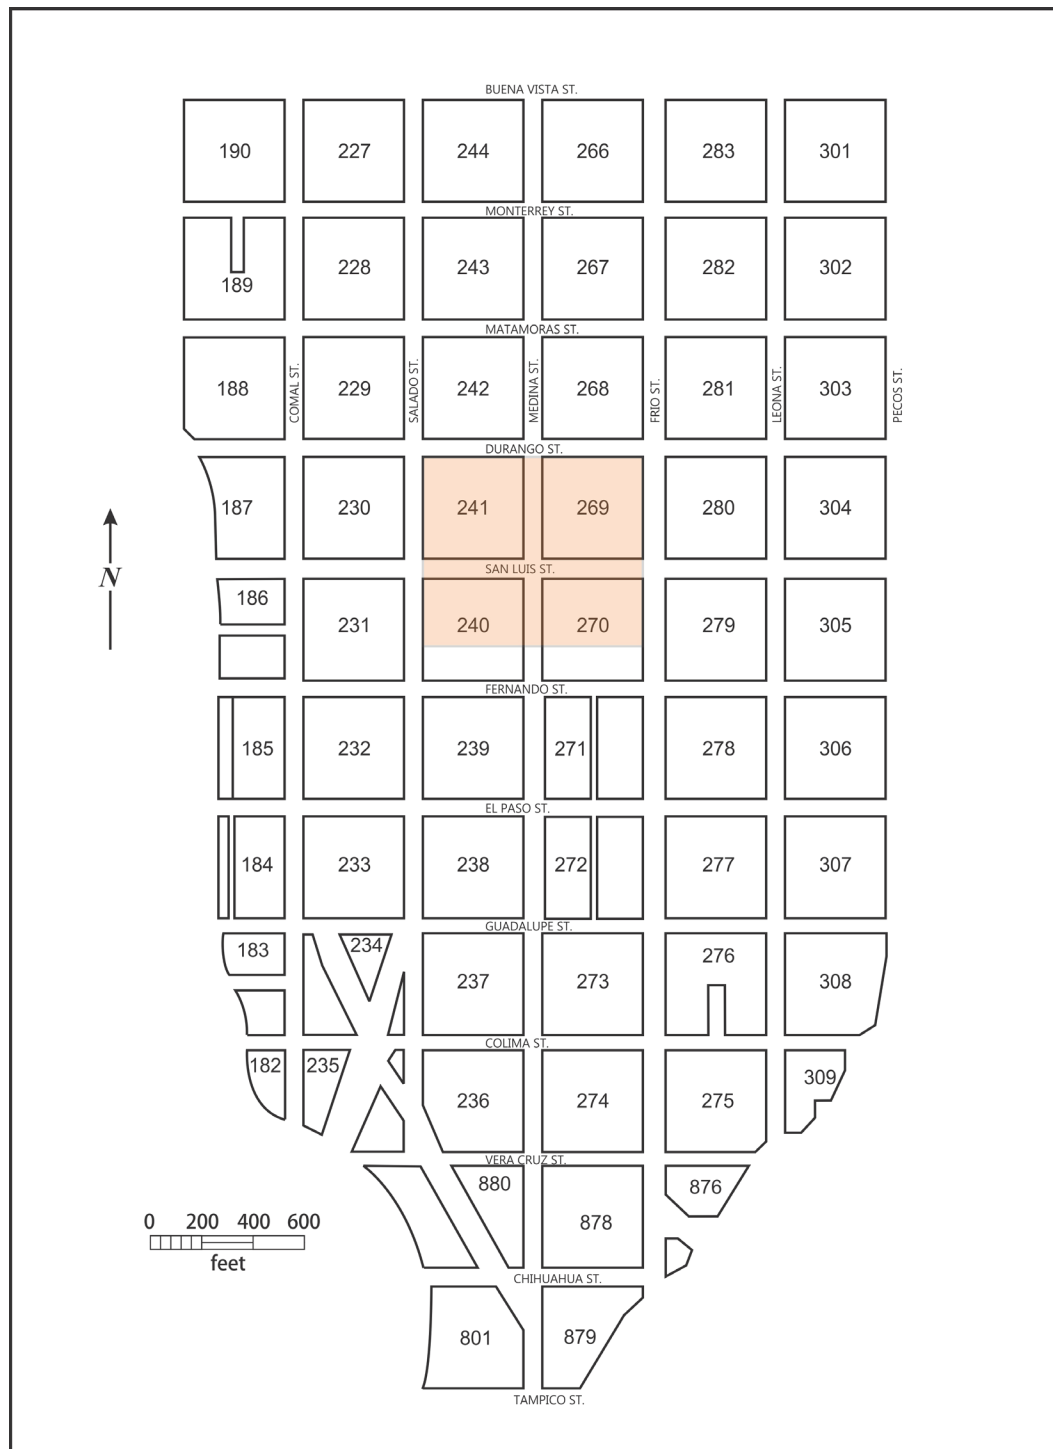 BUENA VISTA ST.
190 227 244 266 283 301
MONTERREY ST.
189 228 243 267 282 302
MATAMORAS ST.
188 229 242 268 281 303
COMAL ST.
SALADO ST.
MEDINA ST.
FRIO ST.
LEONA ST.
PECOS ST.
DURANGO ST.
187 230 241 269 280 304
SAN LUIS ST.
N
186 231 240 270 279 305
FERNANDO ST.
185 232 239 271 278 306
EL PASO ST.
184 233 238 272 277 307
GUADALUPE ST.
183 234 237 273 276 308
COLIMA ST.
182 235 236 274 275 309
VERA CRUZ ST.
880 878 876
0 200 400 600
feet
CHIHUAHUA ST.
801 879
TAMPICO ST.